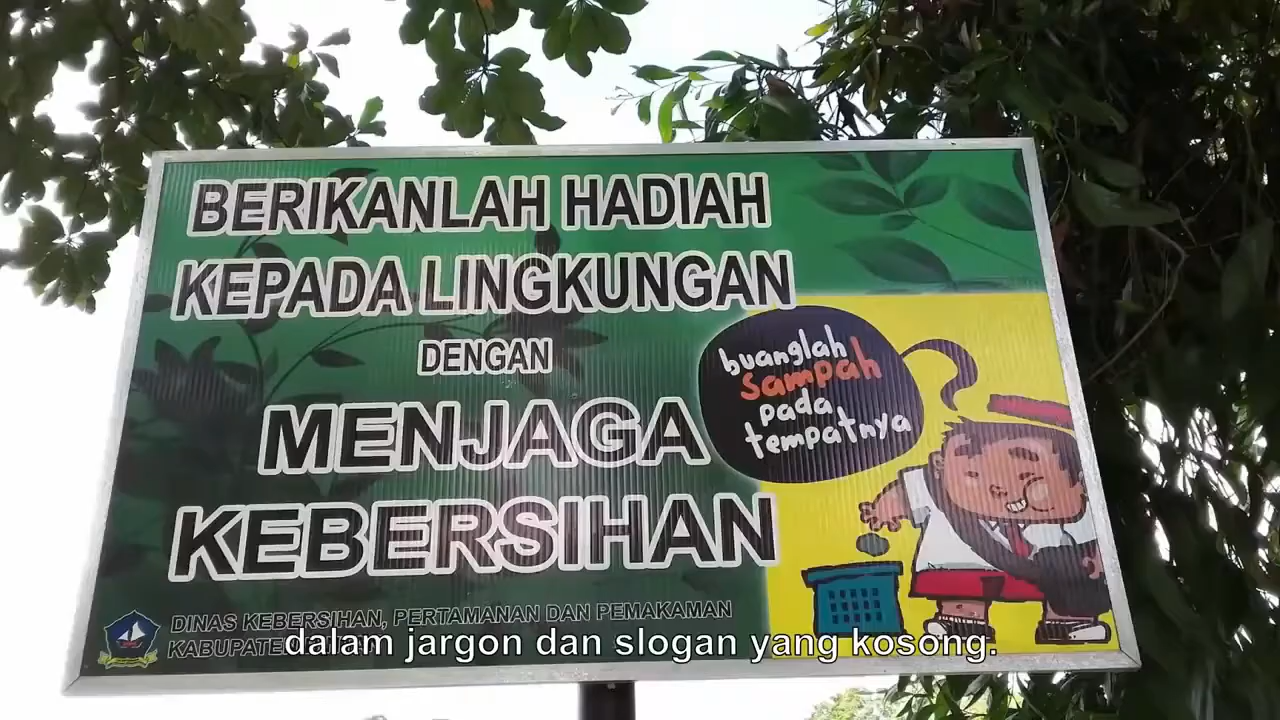 BERIKANLAH HADIAH
KEPADA LINGKUNGAN
DENGAN
MENJAGA
KEBERSIHAN
buanglah
sampah
pada
tempatnya
DINAS KEBERSIHAN, PERTAMANAN DAN PEMAKAMAN
KABUPATEN
dalam jargon dan slogan yang kosong.